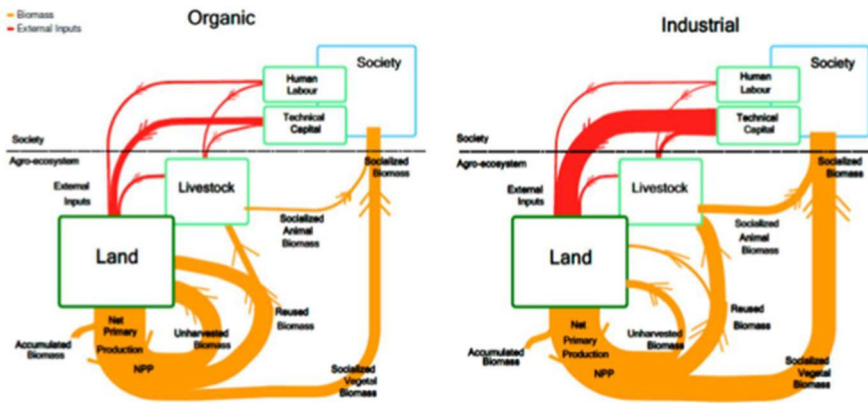 Biomass
External Inputs
Organic
Society
Human
Labour
Technical
Capital
Society
Agro-ecosystem
Livestock
Socialized
Biomass
External
Inputs
Socialized
Animal
Biomass
Land
Net
Primary
Production
NPP
Unharvested
Biomass
Reused
Biomass
Accumulated
Biomass
Socialized
Vegetal
Biomass
Industrial
Society
Human
Labour
Technical
Capital
Society
Agro-ecosystem
Livestock
Socialized
Biomass
External
Inputs
Socialized
Animal
Biomass
Land
Net
Primary
Production
NPP
Unharvested
Biomass
Reused
Biomass
Accumulated
Biomass
Socialized
Vegetal
Biomass